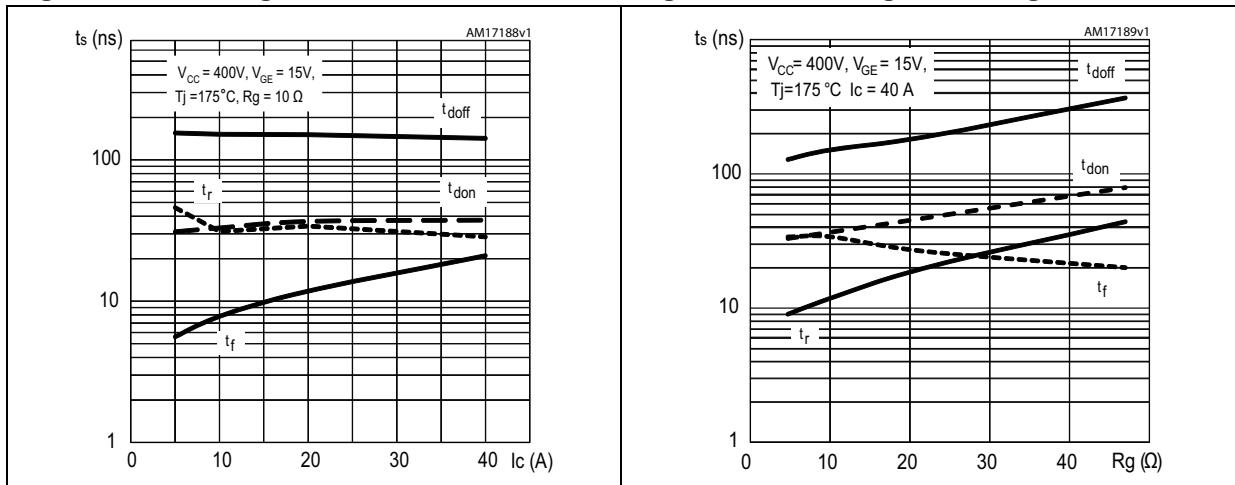 AM17188v1
ts (ns)
VCC = 400V, VGE = 15V,
Tj =175°C, Rg = 10 Ω
tdoff
100
tr
tdon
10
tf
1
0 10 20 30 40 Ic (A)
AM17189v1
ts (ns)
VCC= 400V, VGE = 15V,
Tj=175 °C Ic = 40 A
tdoff
100
tdon
10
tf
tr
1
0 10 20 30 40 Rg (Ω)